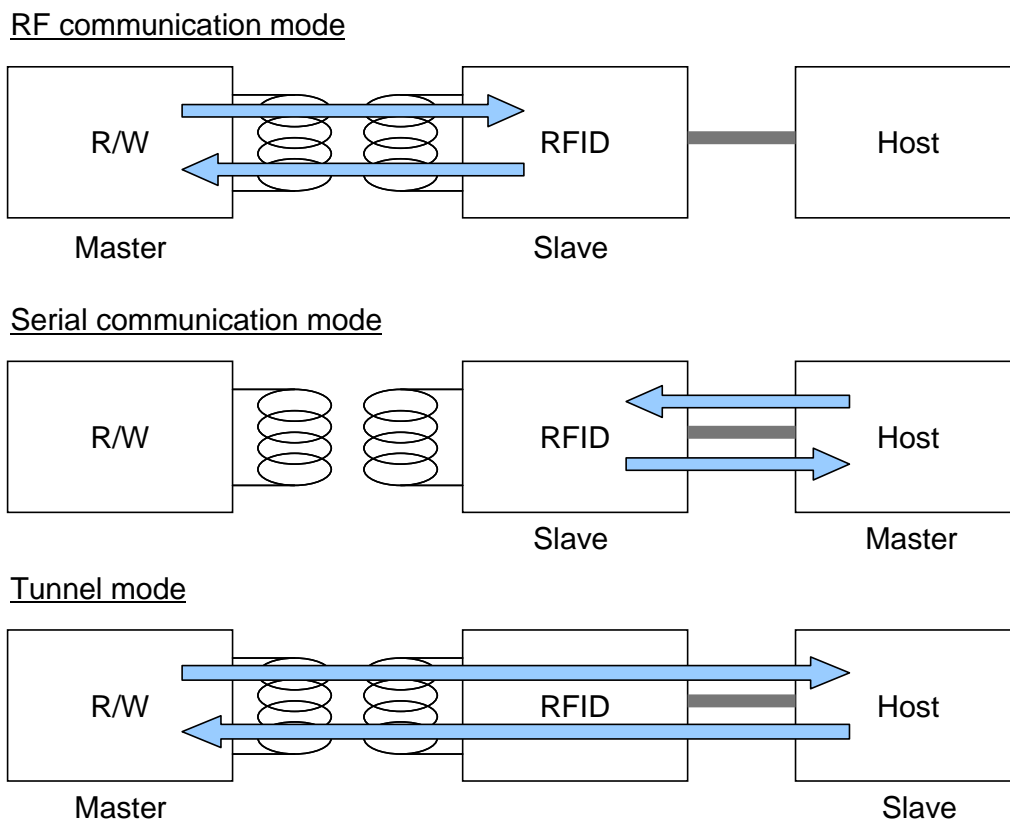 RF communication mode
R/W RFID Host
Master Slave
Serial communication mode
R/W RFID Host
Slave Master
Tunnel mode
R/W RFID Host
Master Slave